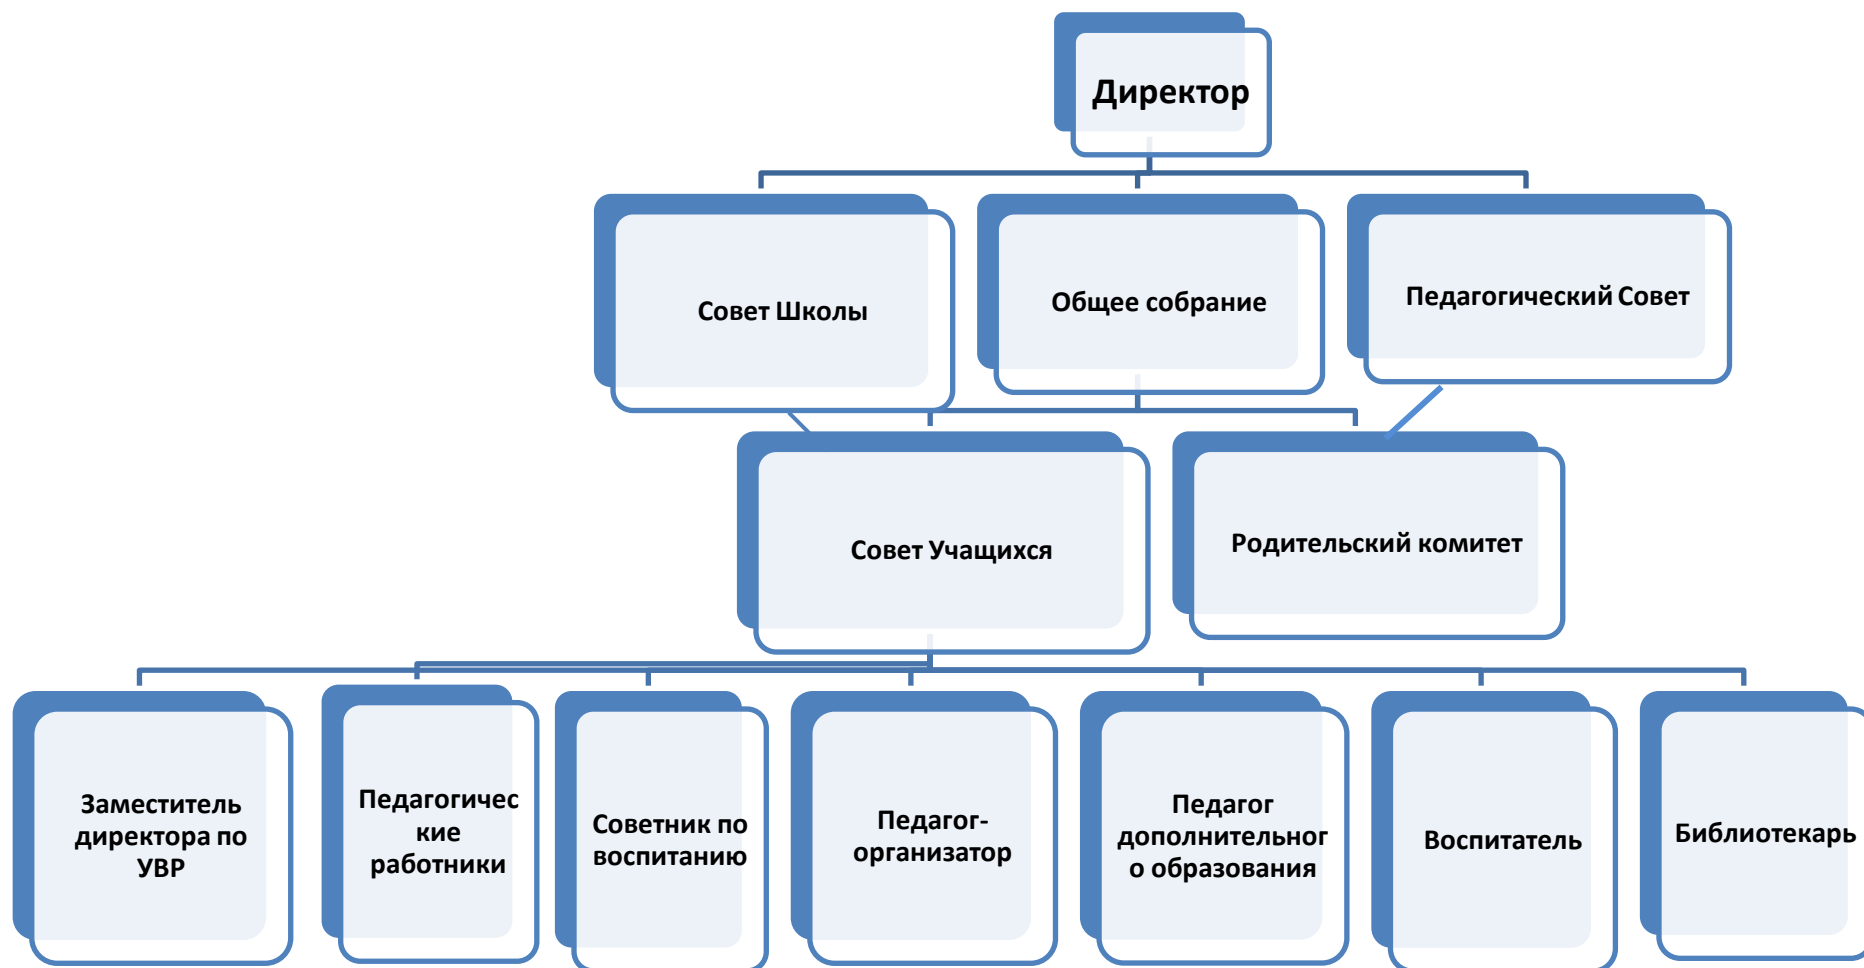 Директор
Совет Школы
Общее собрание
Педагогический Совет
Совет Учащихся
Родительский комитет
Заместитель
директора по
УВР
Педагогичес
кие
работники
Советник по
воспитанию
Педагог-
организатор
Педагог
дополнительног
о образования
Воспитатель
Библиотекарь